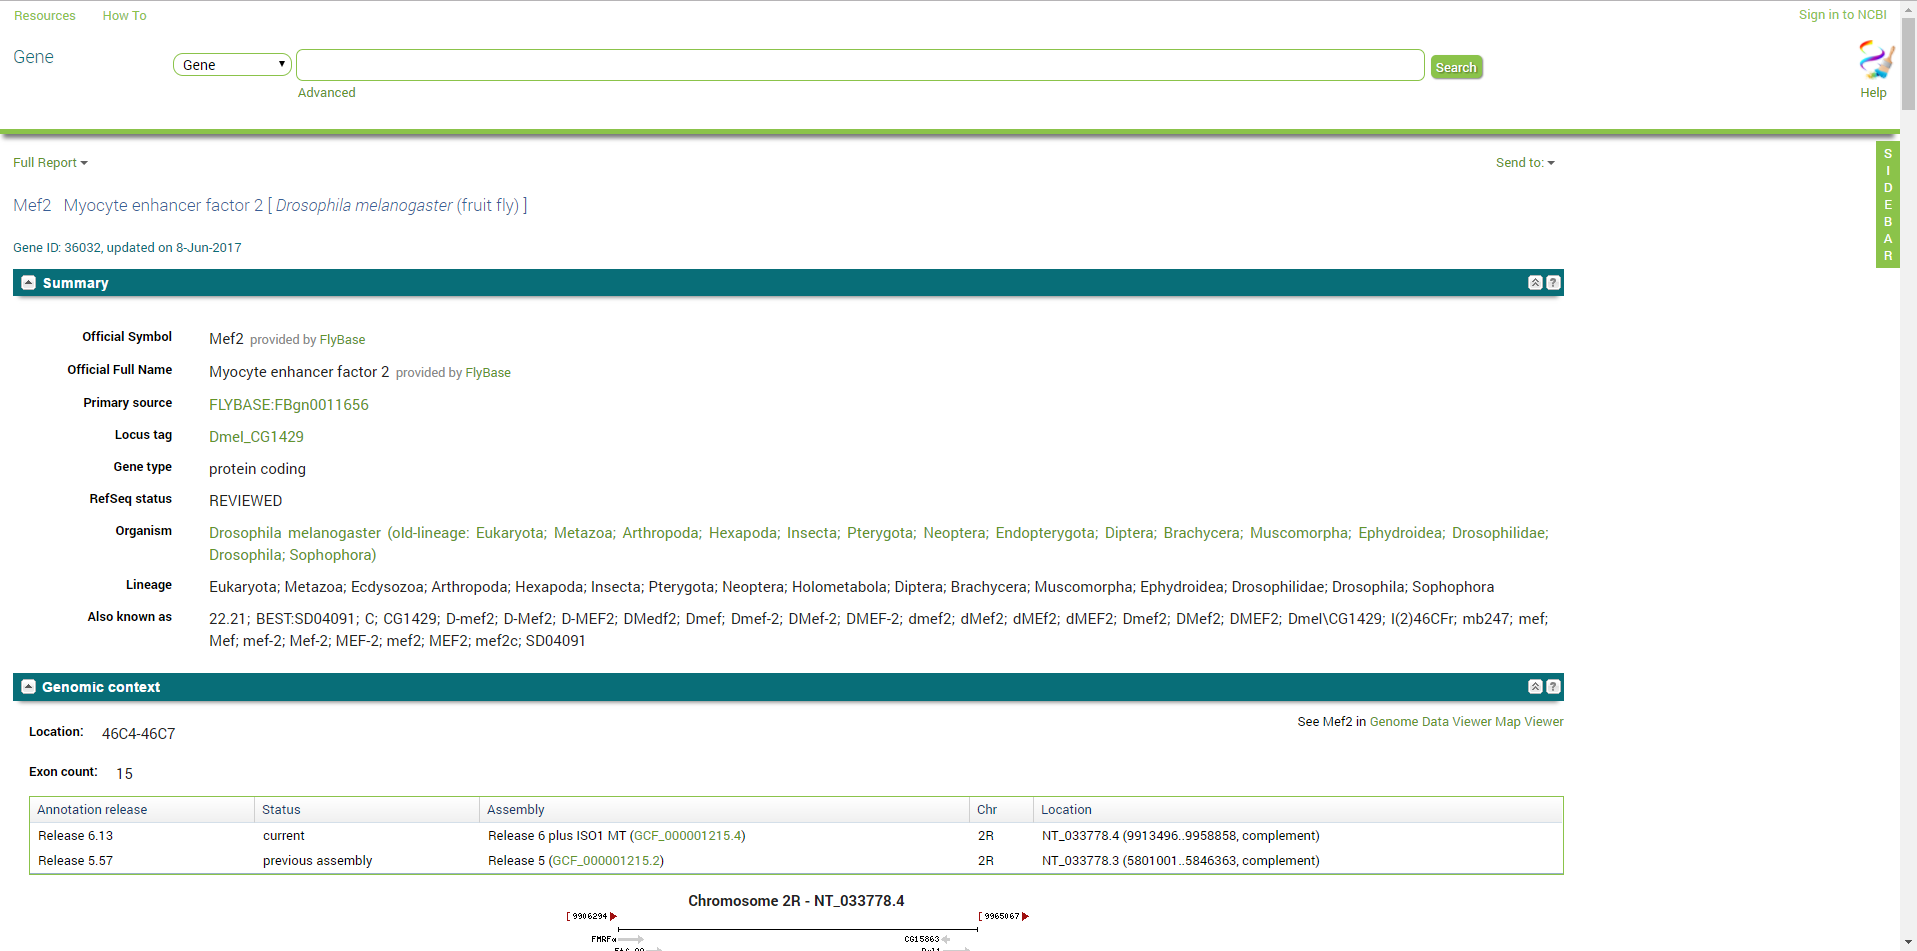 Resources How To Sign in to NCBI
Gene
Gene Search
Advanced Help
Full Report Send to:
SIDEBAR
Mef2 Myocyte enhancer factor 2 [ Drosophila melanogaster (fruit fly) ]
Gene ID: 36032, updated on 8-Jun-2017
Summary ?
Official Symbol Mef2 provided by FlyBase
Official Full Name Myocyte enhancer factor 2 provided by FlyBase
Primary source FLYBASE:FBgn0011656
Locus tag Dmel_CG1429
Gene type protein coding
RefSeq status REVIEWED
Organism Drosophila melanogaster (old-lineage: Eukaryota; Metazoa; Arthropoda; Hexapoda; Insecta; Pterygota; Neoptera; Endopterygota; Diptera; Brachycera; Muscomorpha; Ephydroidea; Drosophilidae;
Drosophila; Sophophora)
Lineage Eukaryota; Metazoa; Ecdysozoa; Arthropoda; Hexapoda; Insecta; Pterygota; Neoptera; Holometabola; Diptera; Brachycera; Muscomorpha; Ephydroidea; Drosophilidae; Drosophila; Sophophora
Also known as 22.21; BEST:SD04091; C; CG1429; D-mef2; D-Mef2; D-MEF2; DMedf2; Dmef; Dmef-2; DMef-2; DMEF-2; dmef2; dMef2; dMEf2; dMEF2; Dmef2; DMef2; DMEF2; Dmel\CG1429; l(2)46CFr; mb247; mef;
Mef; mef-2; Mef-2; MEF-2; mef2; MEF2; mef2c; SD04091
Genomic context ?
See Mef2 in Genome Data Viewer Map Viewer
Location: 46C4-46C7
Exon count: 15
Annotation release Status Assembly Chr Location
Release 6.13 current Release 6 plus ISO1 MT (GCF_000001215.4) 2R NT_033778.4 (9913496..9958858, complement)
Release 5.57 previous assembly Release 5 (GCF_000001215.2) 2R NT_033778.3 (5801001..5846363, complement)
Chromosome 2R - NT_033778.4
[ 9906294 [ 9965067
FMRFa CG15863